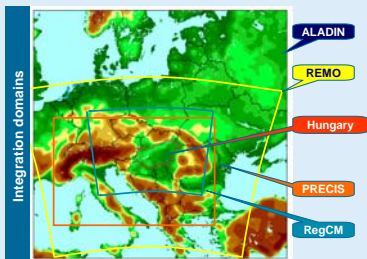 Integration domains
ALADIN
REMO
Hungary
PRECIS
RegCM